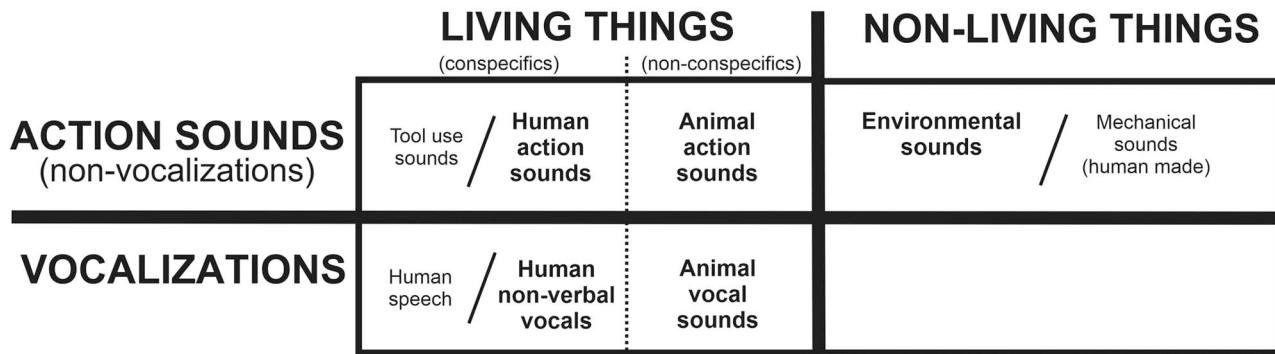 LIVING THINGS
NON-LIVING THINGS
(conspecifics)
(non-conspecifics)
ACTION SOUNDS
(non-vocalizations)
Tool use
sounds
Human
action
sounds
Animal
action
sounds
Environmental
sounds
Mechanical
sounds
(human made)
VOCALIZATIONS
Human
speech
Human
non-verbal
vocals
Animal
vocal
sounds